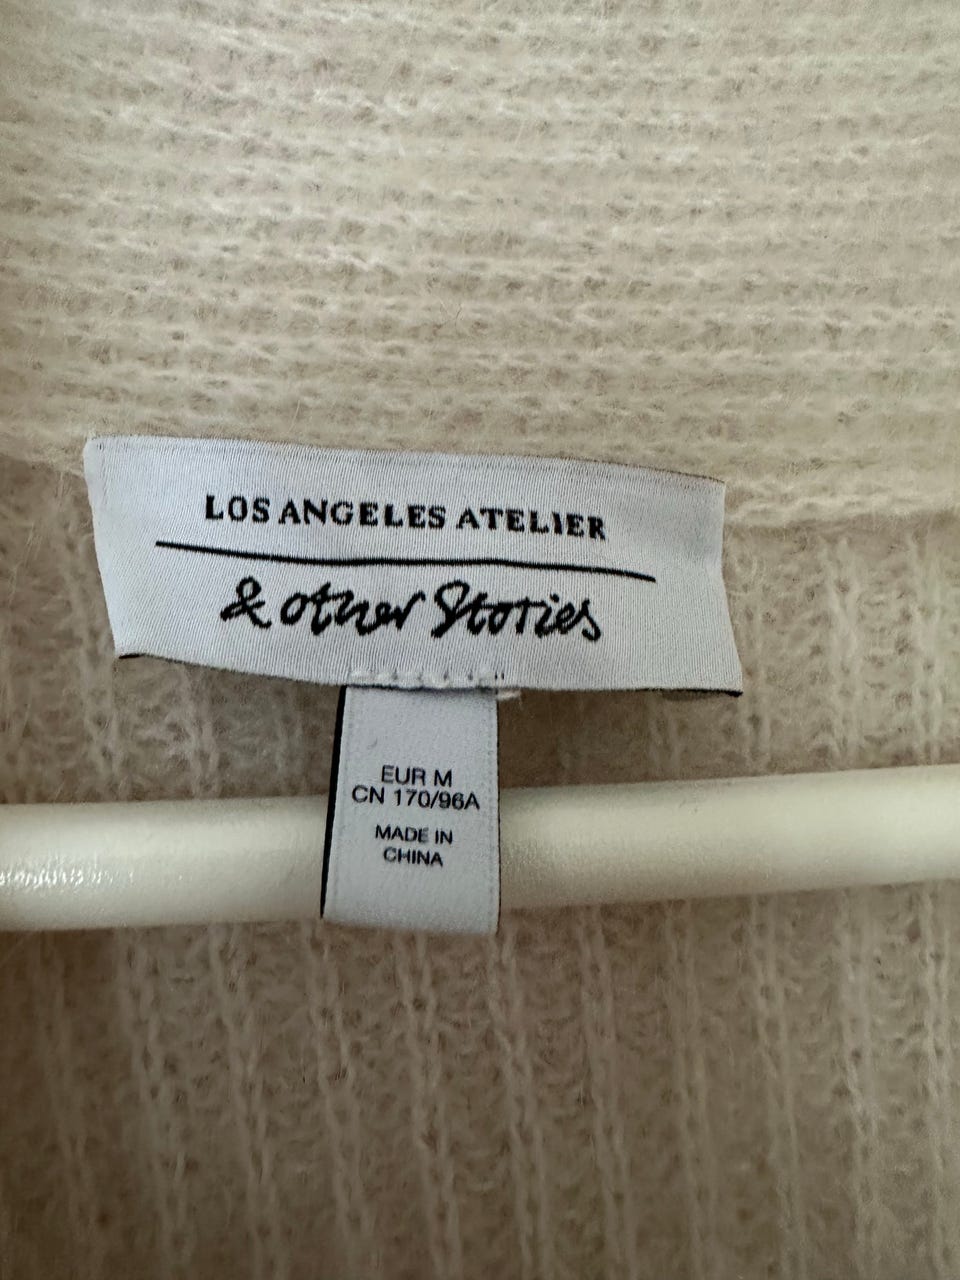 LOS ANGELES ATELIER
& other Stories
EUR M
CN 170/96A
MADE IN
CHINA